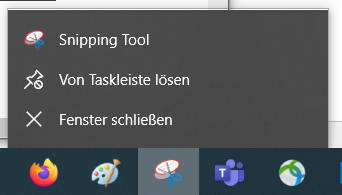 Snipping Tool
Von Taskleiste lösen
Fenster schließen